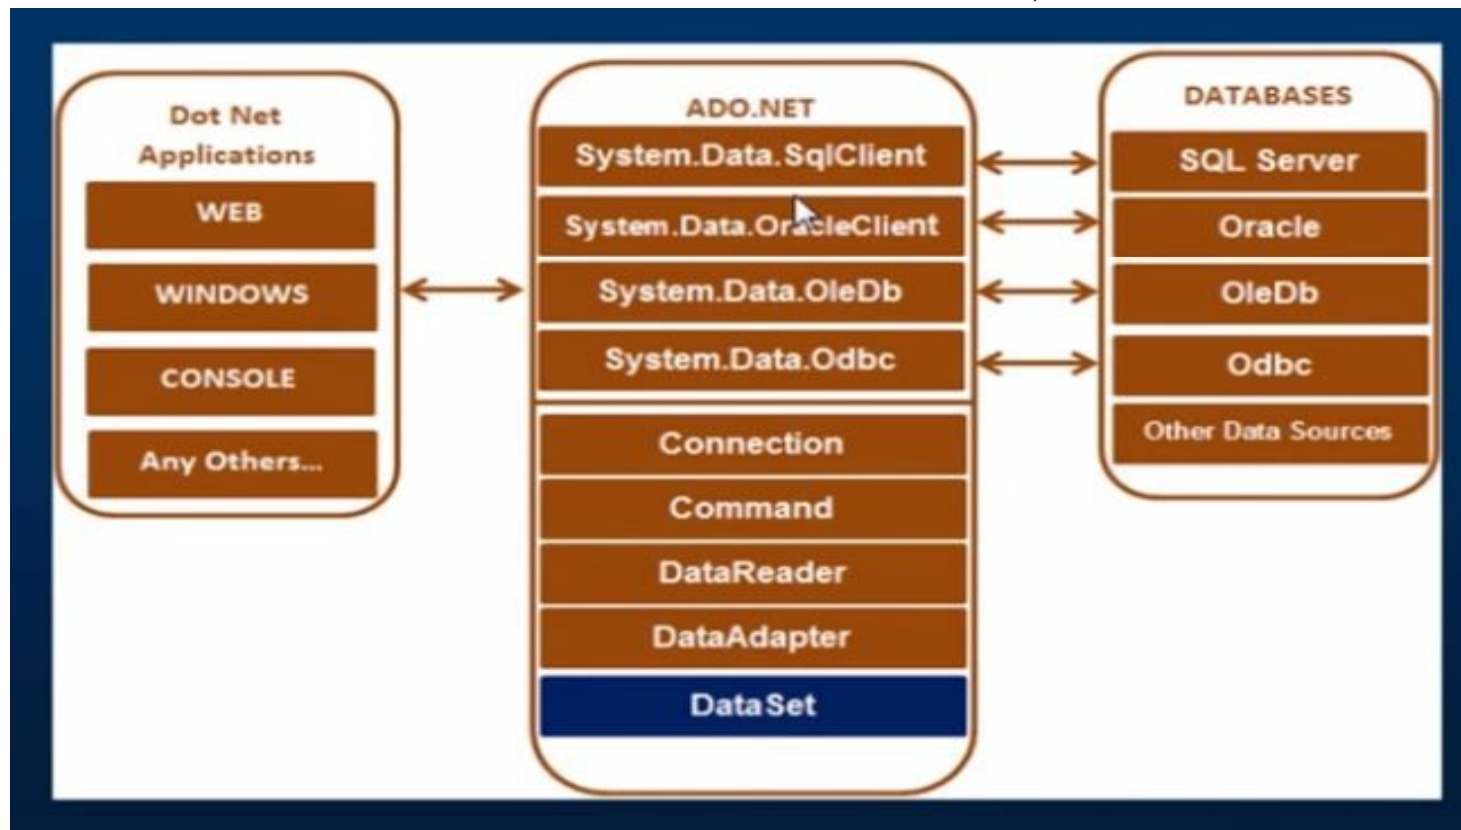 Dot Net
Applications
WEB
WINDOWS
CONSOLE
Any Others...
ADO.NET
System.Data.SqlClient
System.Data.OracleClient
System.Data.OleDb
System.Data.Odbc
Connection
Command
DataReader
DataAdapter
DataSet
DATABASES
SQL Server
Oracle
OleDb
Odbc
Other Data Sources